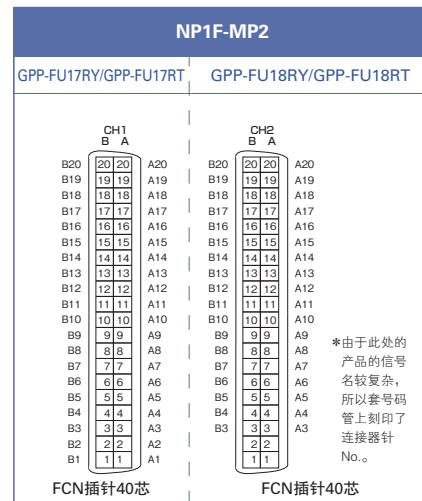 NP1F-MP2
GPP-FU17RY/GPP-FU17RT
GPP-FU18RY/GPP-FU18RT
CH1
B A
B20 20 20 A20
B19 19 19 A19
B18 18 18 A18
B17 17 17 A17
B16 16 16 A16
B15 15 15 A15
B14 14 14 A14
B13 13 13 A13
B12 12 12 A12
B11 11 11 A11
B10 10 10 A10
B9 9 9 A9
B8 8 8 A8
B7 7 7 A7
B6 6 6 A6
B5 5 5 A5
B4 4 4 A4
B3 3 3 A3
B2 2 2 A2
B1 1 1 A1
FCN插针40芯
CH2
B A
B20 20 20 A20
B19 19 19 A19
B18 18 18 A18
B17 17 17 A17
B16 16 16 A16
B15 15 15 A15
B14 14 14 A14
B13 13 13 A13
B12 12 12 A12
B11 11 11 A11
B10 10 10 A10
B9 9 9 A9
B8 8 8 A8
B7 7 7 A7
B6 6 6 A6
B5 5 5 A5
B4 4 4 A4
B3 3 3 A3
2 2
1 1
FCN插针40芯
*由于此处的
产品的信号
名较复杂，
所以套号码
管上刻印了
连接器针
No.。